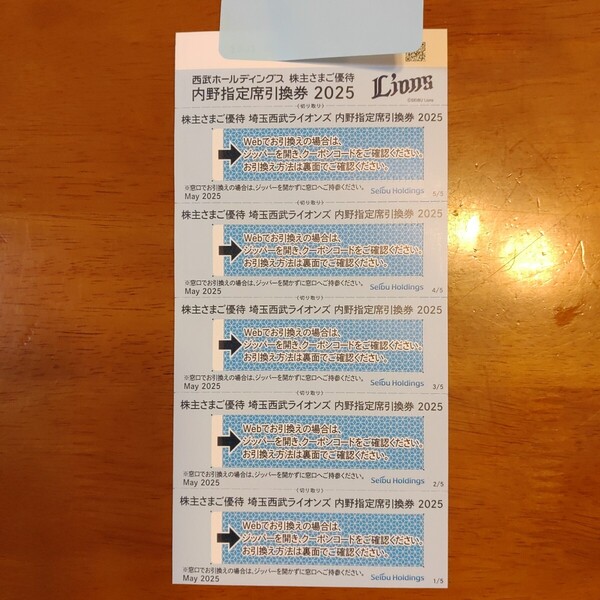 西武ホールディングス 株主さまご優待
内野指定席引換券 2025
Lions
©SEIBU Lions
〈切り取り〉
株主さまご優待 埼玉西武ライオンズ 内野指定席引換券 2025
Webでお引換えの場合は、
ジッパーを開き、クーポンコードをご確認ください。
お引換え方法は裏面でご確認ください。
※窓口でお引換えの場合は、ジッパーを開かずに窓口へご持参ください。
May 2025
Seibu Holdings
5/5
〈切り取り〉
株主さまご優待 埼玉西武ライオンズ 内野指定席引換券 2025
Webでお引換えの場合は、
ジッパーを開き、クーポンコードをご確認ください。
お引換え方法は裏面でご確認ください。
※窓口でお引換えの場合は、ジッパーを開かずに窓口へご持参ください。
May 2025
Seibu Holdings
4/5
〈切り取り〉
株主さまご優待 埼玉西武ライオンズ 内野指定席引換券 2025
Webでお引換えの場合は、
ジッパーを開き、クーポンコードをご確認ください。
お引換え方法は裏面でご確認ください。
※窓口でお引換えの場合は、ジッパーを開かずに窓口へご持参ください。
May 2025
Seibu Holdings
3/5
〈切り取り〉
株主さまご優待 埼玉西武ライオンズ 内野指定席引換券 2025
Webでお引換えの場合は、
ジッパーを開き、クーポンコードをご確認ください。
お引換え方法は裏面でご確認ください。
※窓口でお引換えの場合は、ジッパーを開かずに窓口へご持参ください。
May 2025
Seibu Holdings
2/5
〈切り取り〉
株主さまご優待 埼玉西武ライオンズ 内野指定席引換券 2025
Webでお引換えの場合は、
ジッパーを開き、クーポンコードをご確認ください。
お引換え方法は裏面でご確認ください。
※窓口でお引換えの場合は、ジッパーを開かずに窓口へご持参ください。
May 2025
Seibu Holdings
1/5